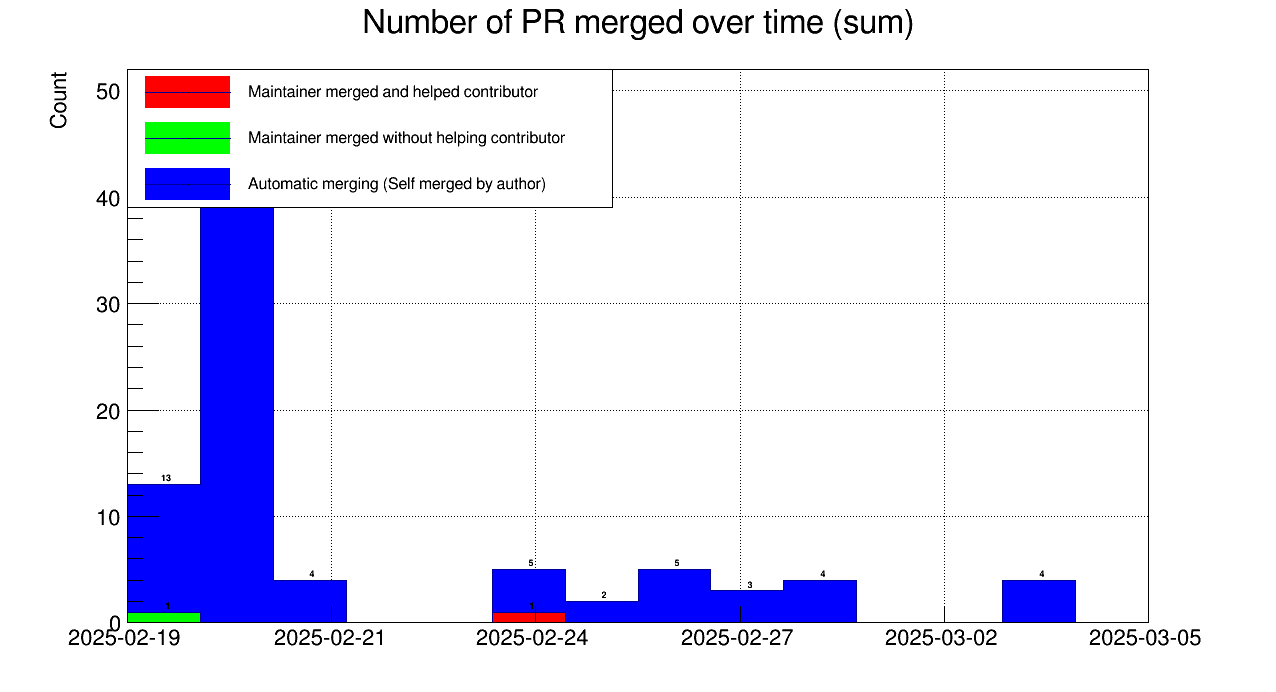 Number of PR merged over time (sum)
Count
50
40
30
20
10
0
Maintainer merged and helped contributor
Maintainer merged without helping contributor
Automatic merging (Self merged by author)
13
1
4
5
1
2
5
3
4
4
2025-02-19 2025-02-21 2025-02-24 2025-02-27 2025-03-02 2025-03-05